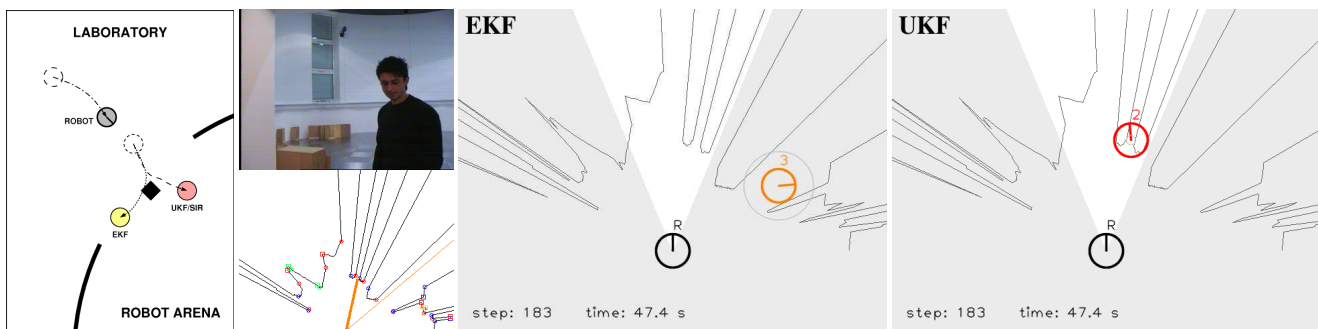 LABORATORY
ROBOT
UKF/SIR
EKF
ROBOT ARENA
EKF
3
R
step: 183 time: 47.4 s
UKF
2
R
step: 183 time: 47.4 s